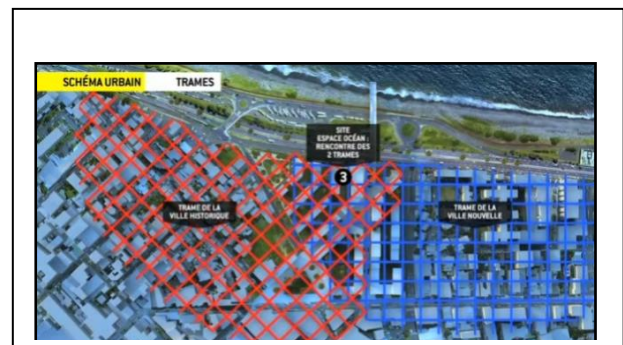 SCHÉMA URBAIN TRAMES
SITE
ESPACE OCÉAN :
RENCONTRE DES
2 TRAMES
3
TRAME DE LA
VILLE HISTORIQUE
TRAME DE LA
VILLE NOUVELLE